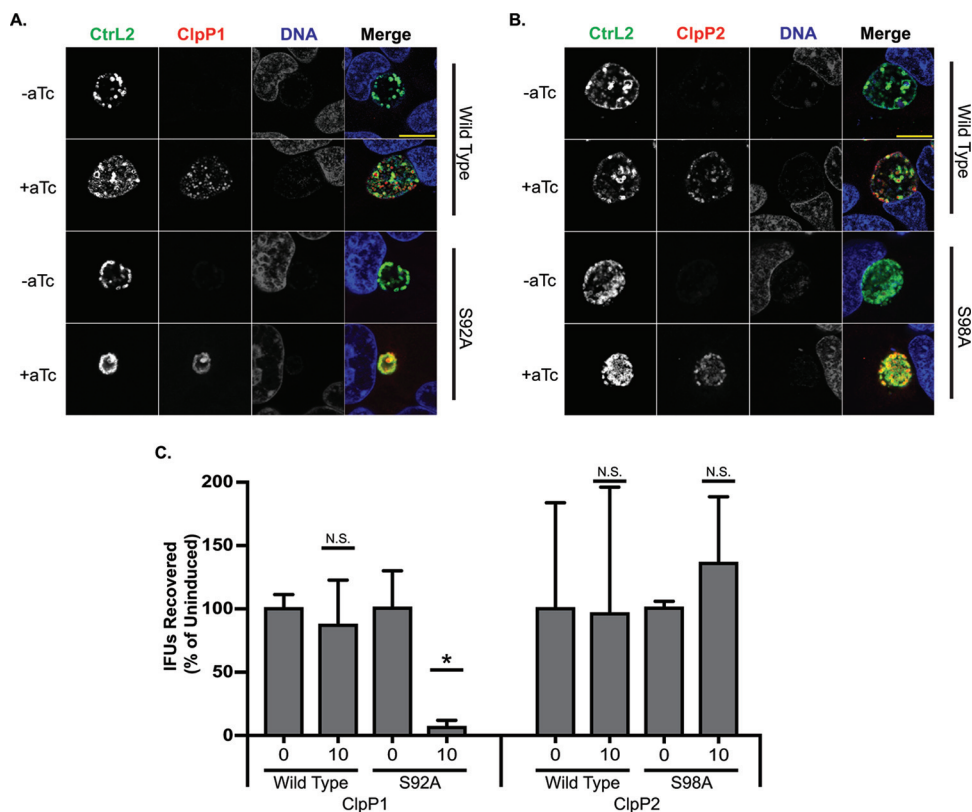 A.
CtrL2 ClpP1 DNA Merge
-aTc
+aTc
Wild Type
-aTc
+aTc
S92A
B.
CtrL2 ClpP2 DNA Merge
-aTc
+aTc
Wild Type
-aTc
+aTc
S98A
C.
IFUs Recovered
(% of Uninduced)
200
150
100
50
0
N.S.
*
N.S.
N.S.
0 10 0 10 0 10 0 10
Wild Type S92A Wild Type S98A
ClpP1 ClpP2